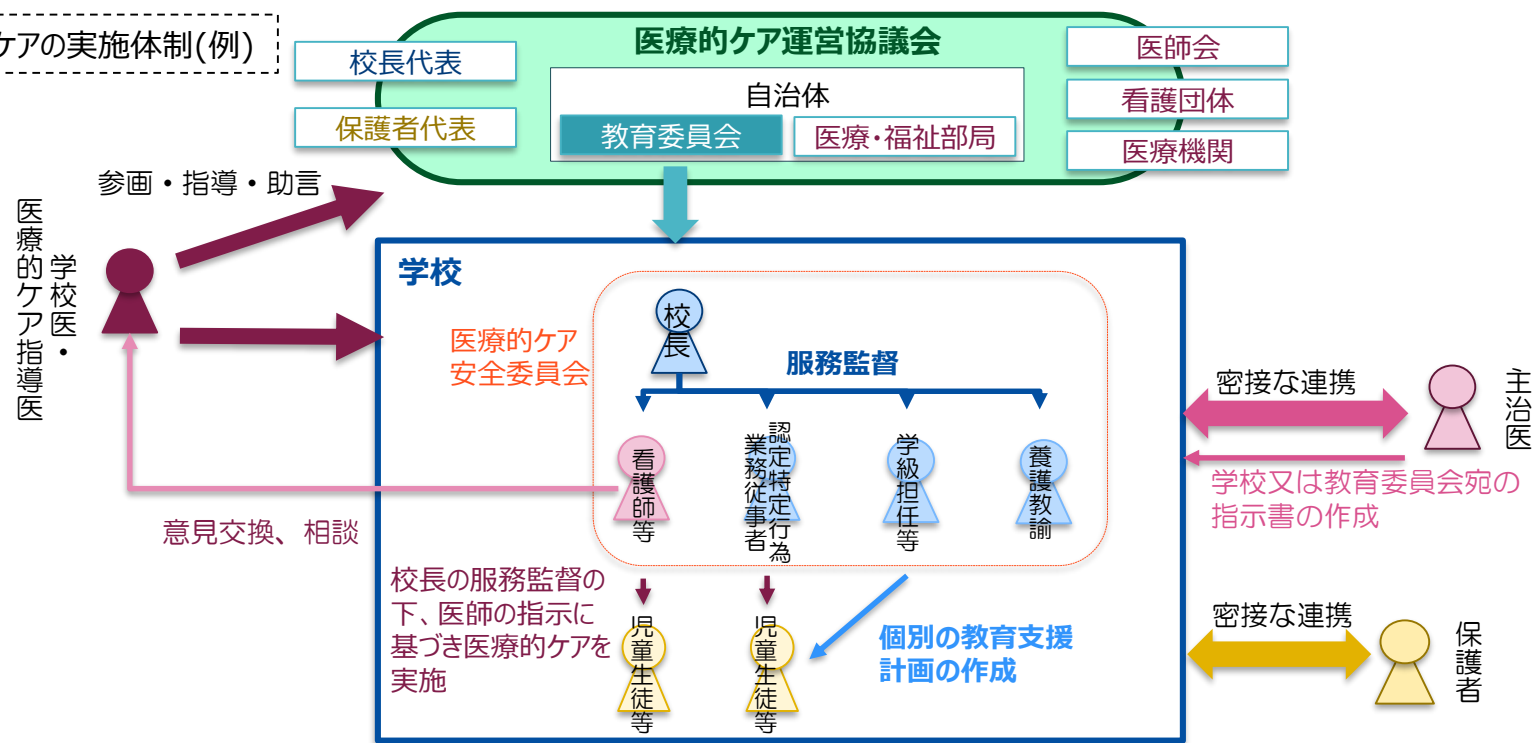 ケアの実施体制(例)
医療的ケア運営協議会
校長代表
保護者代表
自治体
教育委員会
医療・福祉部局
医師会
看護団体
医療機関
参画・指導・助言
学校医・
医療的ケア指導医
学校
医療的ケア
安全委員会
校長
服務監督
看護師等
認定特定行為
業務従事者
学級担任等
養護教諭
密接な連携
主治医
学校又は教育委員会宛の
指示書の作成
意見交換、相談
校長の服務監督の
下、医師の指示に
基づき医療的ケアを
実施
児童生徒等
児童生徒等
個別の教育支援
計画の作成
密接な連携
保護者